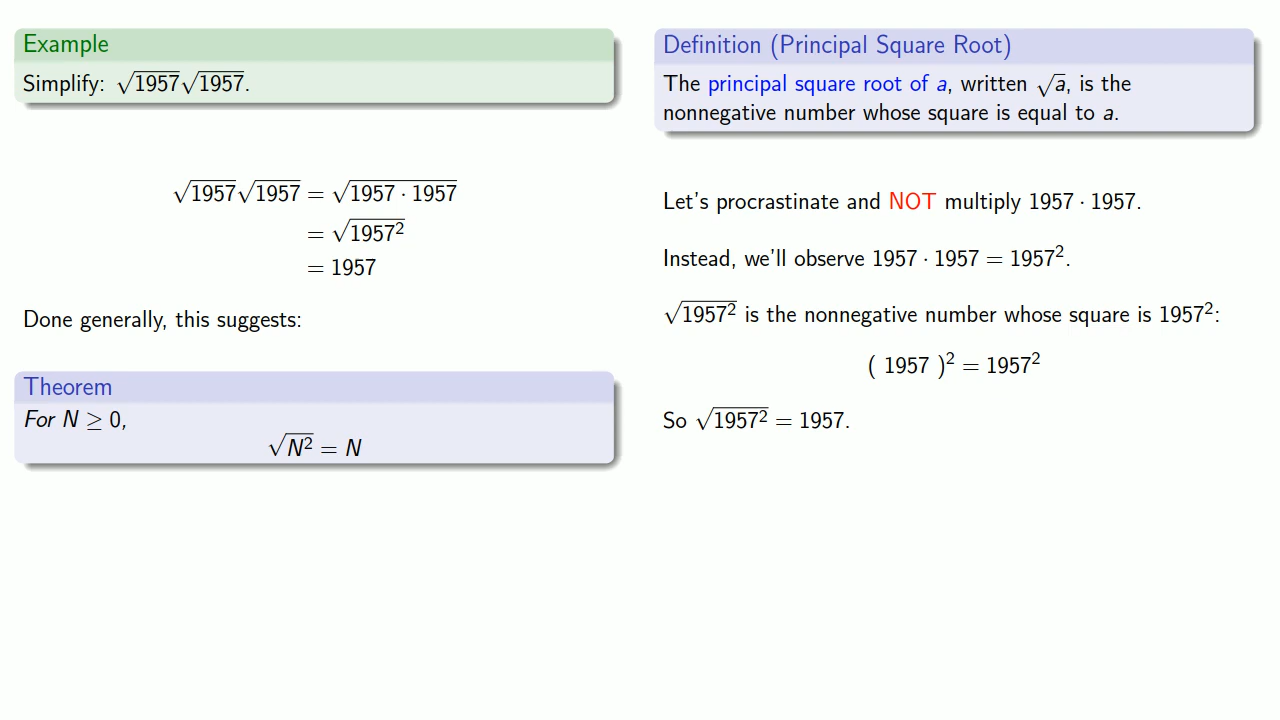 Example
Simplify: √1957√1957.
√1957√1957 = √1957 · 1957
= √1957²
= 1957
Done generally, this suggests:
Theorem
For N ≥ 0,
√N² = N
Definition (Principal Square Root)
The principal square root of a, written √a, is the
nonnegative number whose square is equal to a.
Let's procrastinate and NOT multiply 1957 · 1957.
Instead, we'll observe 1957 · 1957 = 1957².
√1957² is the nonnegative number whose square is 1957²:
( 1957 )² = 1957²
So √1957² = 1957.